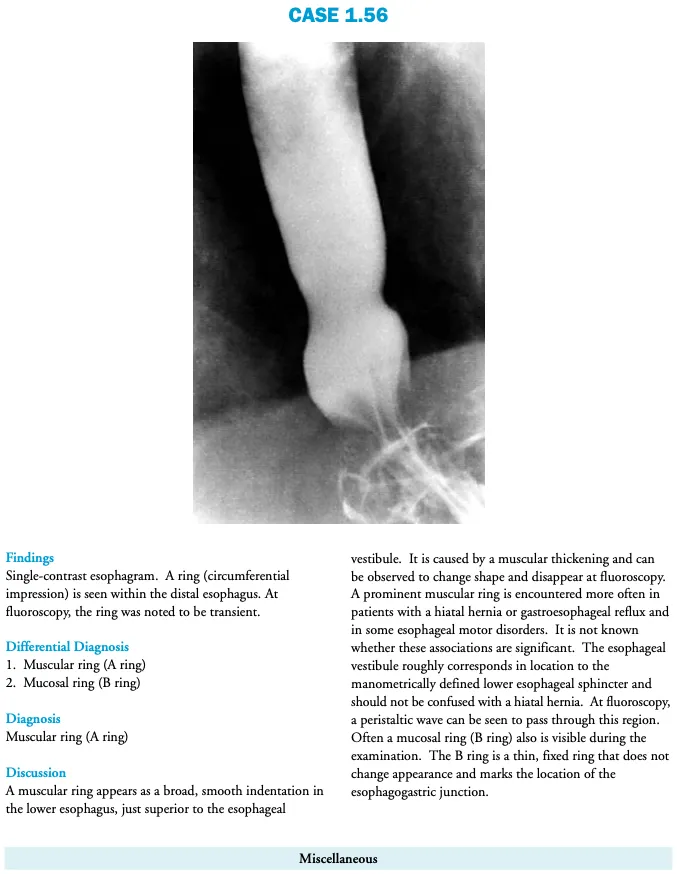 CASE 1.56
Findings
Single-contrast esophagram. A ring (circumferential
impression) is seen within the distal esophagus. At
fluoroscopy, the ring was noted to be transient.
Differential Diagnosis
1. Muscular ring (A ring)
2. Mucosal ring (B ring)
Diagnosis
Muscular ring (A ring)
Discussion
A muscular ring appears as a broad, smooth indentation in
the lower esophagus, just superior to the esophageal
vestibule. It is caused by a muscular thickening and can
be observed to change shape and disappear at fluoroscopy.
A prominent muscular ring is encountered more often in
patients with a hiatal hernia or gastroesophageal reflux and
in some esophageal motor disorders. It is not known
whether these associations are significant. The esophageal
vestibule roughly corresponds in location to the
manometrically defined lower esophageal sphincter and
should not be confused with a hiatal hernia. At fluoroscopy,
a peristaltic wave can be seen to pass through this region.
Often a mucosal ring (B ring) also is visible during the
examination. The B ring is a thin, fixed ring that does not
change appearance and marks the location of the
esophagogastric junction.
Miscellaneous